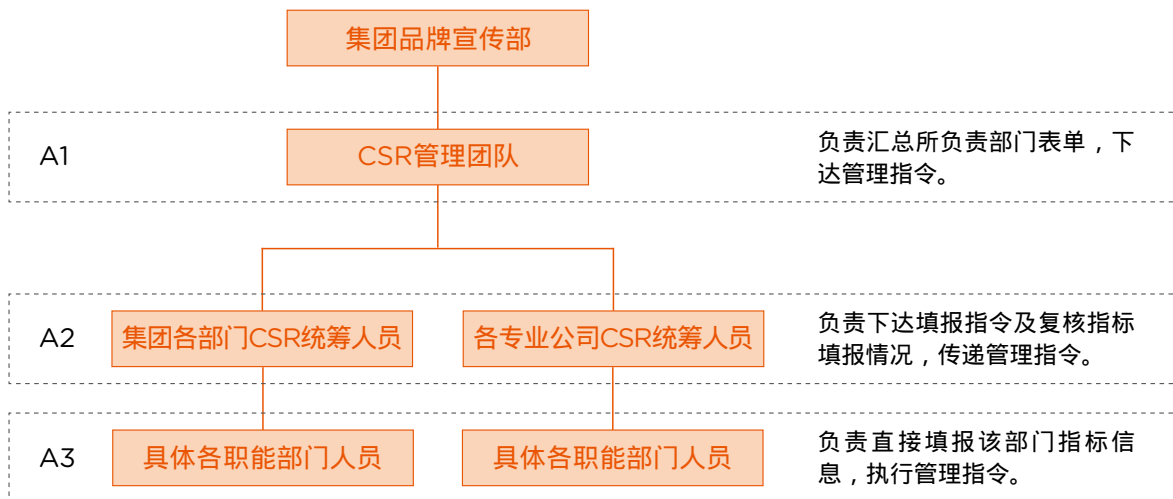 集团品牌宣传部
A1
CSR管理团队
负责汇总所负责部门表单，下
达管理指令。
A2
集团各部门CSR统筹人员
各专业公司CSR统筹人员
负责下达填报指令及复核指标
填报情况，传递管理指令。
A3
具体各职能部门人员
具体各职能部门人员
负责直接填报该部门指标信
息，执行管理指令。